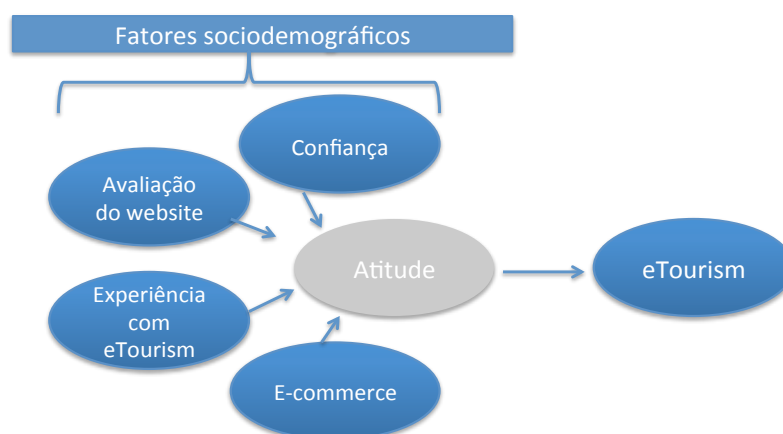 Fatores sociodemográficos
Confiança
Avaliação
do website
Atitude
eTourism
Experiência
com
eTourism
E-commerce